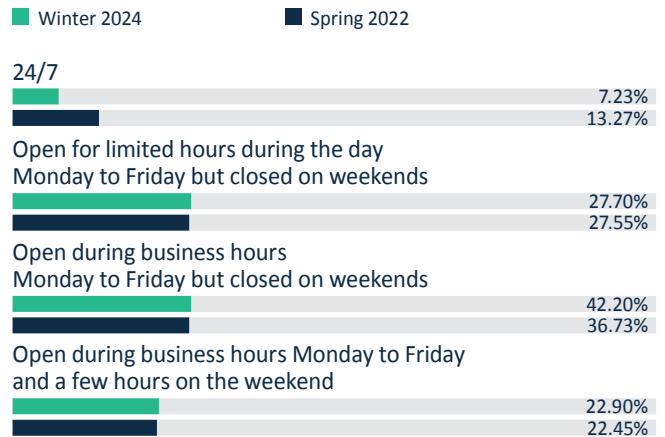 Winter 2024
Spring 2022
24/7
7.23%
13.27%
Open for limited hours during the day
Monday to Friday but closed on weekends
27.70%
27.55%
Open during business hours
Monday to Friday but closed on weekends
42.20%
36.73%
Open during business hours Monday to Friday
and a few hours on the weekend
22.90%
22.45%